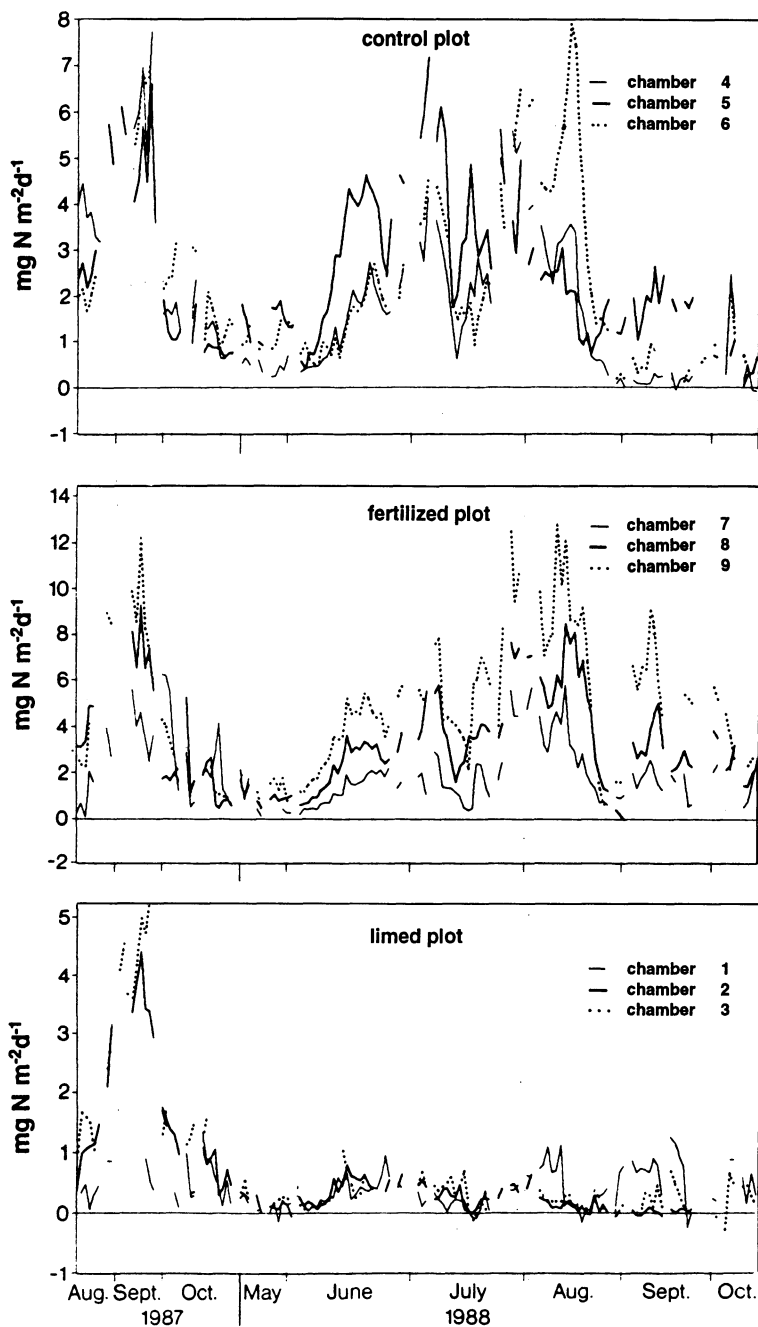 control plot
8
7
6
5
4
3
2
1
0
-1
mg N m-2d-1
chamber 4
chamber 5
chamber 6
fertilized plot
14
12
10
8
6
4
2
0
-2
mg N m-2d-1
chamber 7
chamber 8
chamber 9
limed plot
5
4
3
2
1
0
-1
mg N m-2d-1
chamber 1
chamber 2
chamber 3
Aug. Sept. Oct. May June July Aug. Sept. Oct.
1987 1988